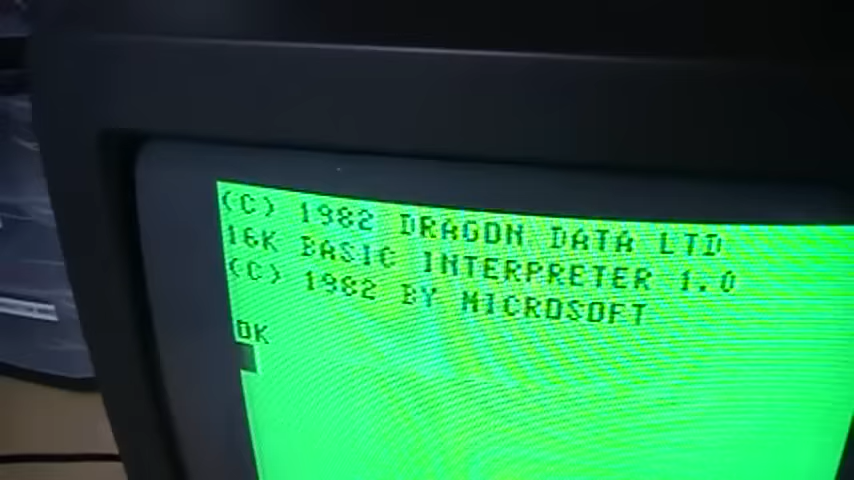 (C) 1982 DRAGON DATA LTD
16K BASIC INTERPRETER 1.0
(C) 1982 BY MICROSOFT
OK